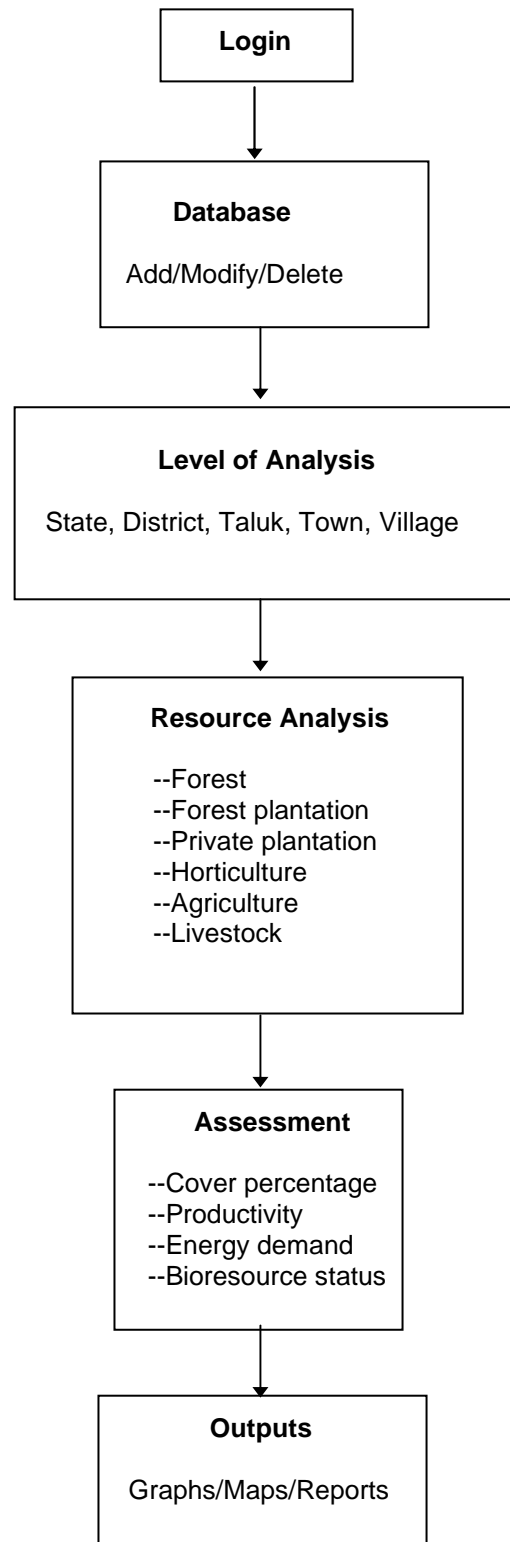 Login
Database
Add/Modify/Delete
Level of Analysis
State, District, Taluk, Town, Village
Resource Analysis
--Forest
--Forest plantation
--Private plantation
--Horticulture
--Agriculture
--Livestock
Assessment
--Cover percentage
--Productivity
--Energy demand
--Bioresource status
Outputs
Graphs/Maps/Reports